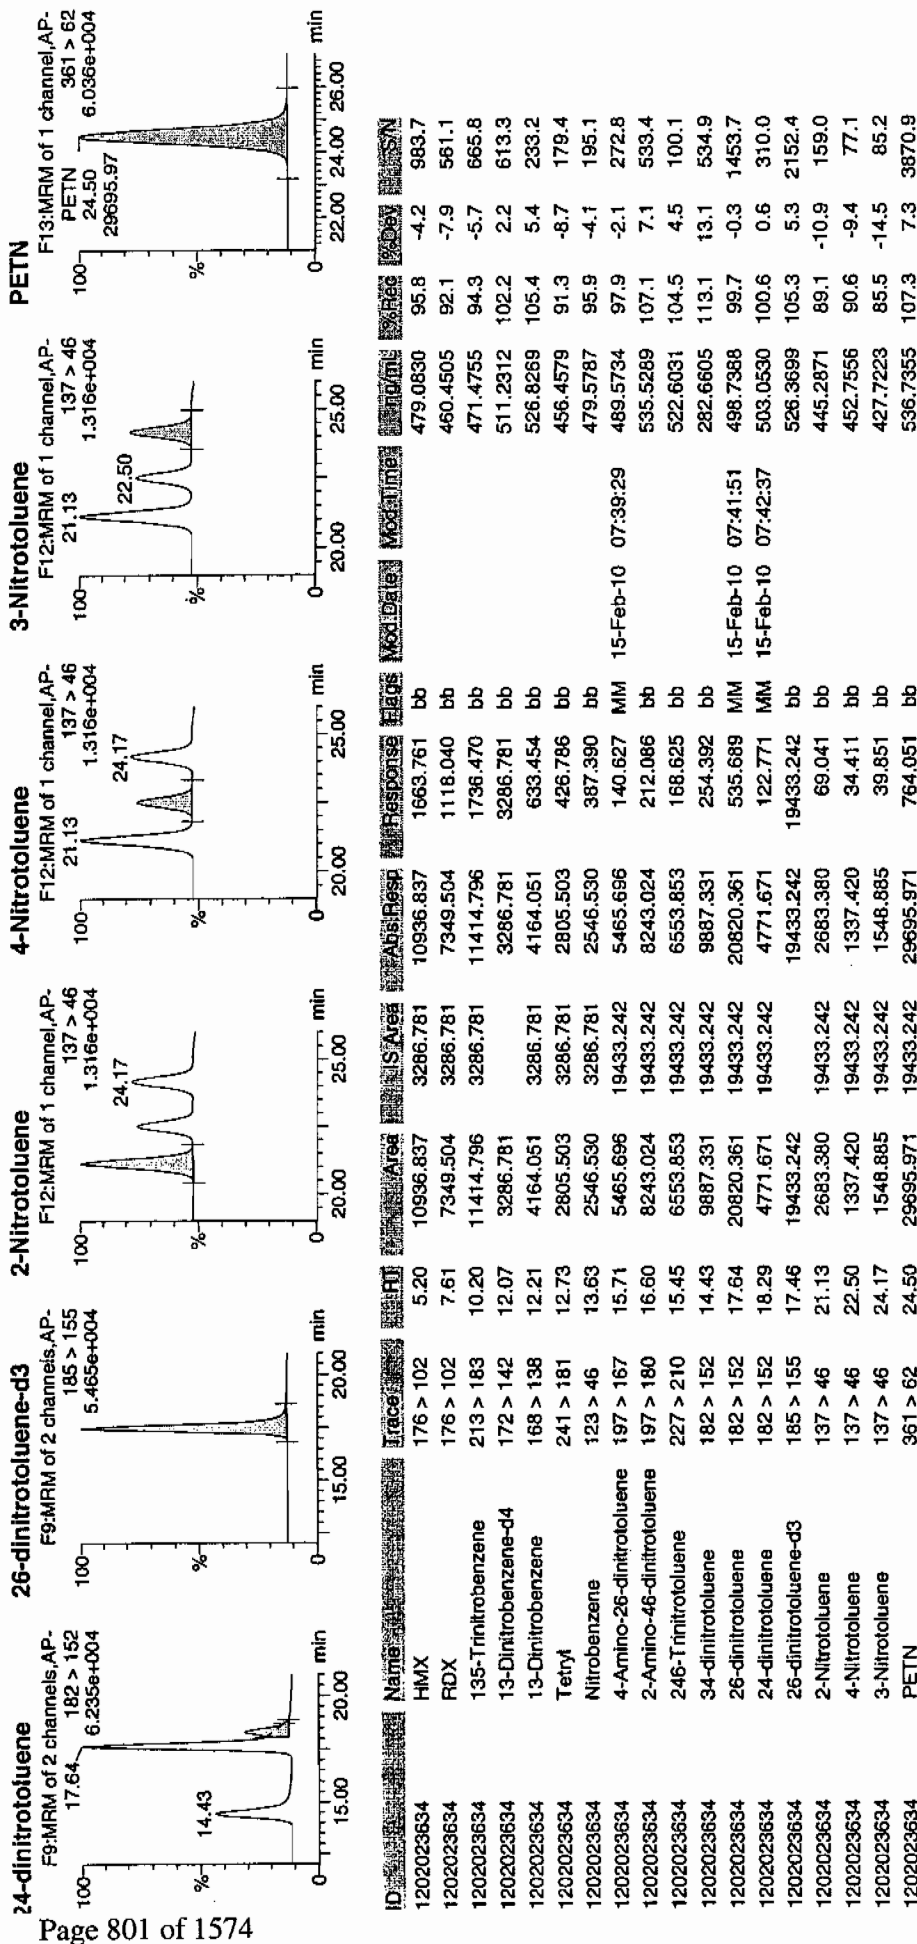 24-dinitrotoluene
F9:MRM of 2 channels,AP-
182 > 152
6.235e+004
17.64
14.43
100
%
0
15.00
20.00
26-dinitrotoluene-d3
F9:MRM of 2 channels,AP-
185 > 155
5.465e+004
100
%
0
15.00
20.00
min
2-Nitrotoluene
F12:MRM of 1 channel,AP-
137 > 46
1.316e+004
24.17
100
%
0
20.00
25.00
min
4-Nitrotoluene
F12:MRM of 1 channel,AP-
137 > 46
1.316e+004
21.13
24.17
100
%
0
20.00
25.00
min
3-Nitrotoluene
F12:MRM of 1 channel,AP-
137 > 46
1.316e+004
21.13
22.50
100
%
0
20.00
25.00
min
PETN
F13:MRM of 1 channel,AP-
361 > 62
6.036e+004
PETN
24.50
29695.97
100
%
0
22.00
24.00
26.00
min
ID Name Trace RT Area IS Area Abs.Resp Response Flags Mod.Date Mod.Time ng/mL %Rec %Dev S/N
1202023634 HMX 176 > 102 5.20 10936.837 3286.781 10936.837 1663.761 bb 479.0830 95.8 -4.2 983.7
1202023634 RDX 176 > 102 7.61 7349.504 3286.781 7349.504 1118.040 bb 460.4505 92.1 -7.9 561.1
1202023634 135-Trinitrobenzene 213 > 183 10.20 11414.796 3286.781 11414.796 1736.470 bb 471.4755 94.3 -5.7 665.8
1202023634 13-Dinitrobenzene-d4 172 > 142 12.07 3286.781 3286.781 3286.781 bb 511.2312 102.2 2.2 613.3
1202023634 13-Dinitrobenzene 168 > 138 12.21 4164.051 3286.781 4164.051 633.454 bb 526.8269 105.4 5.4 233.2
1202023634 Tetryl 241 > 181 12.73 2805.503 3286.781 2805.503 426.786 bb 456.4579 91.3 -8.7 179.4
1202023634 Nitrobenzene 123 > 46 13.63 2546.530 3286.781 2546.530 387.390 bb 479.5787 95.9 -4.1 195.1
1202023634 4-Amino-26-dinitrotoluene 197 > 167 15.71 5465.696 19433.242 5465.696 140.627 MM 15-Feb-10 07:39:29 489.5734 97.9 -2.1 272.8
1202023634 2-Amino-46-dinitrotoluene 197 > 180 16.60 8243.024 19433.242 8243.024 212.086 bb 535.5289 107.1 7.1 533.4
1202023634 246-Trinitrotoluene 227 > 210 15.45 6553.853 19433.242 6553.853 168.625 bb 522.6031 104.5 4.5 100.1
1202023634 34-dinitrotoluene 182 > 152 14.43 9887.331 19433.242 9887.331 254.392 bb 282.6605 113.1 13.1 534.9
1202023634 26-dinitrotoluene 182 > 152 17.64 20820.361 19433.242 20820.361 535.689 MM 15-Feb-10 07:41:51 498.7388 99.7 -0.3 1453.7
1202023634 24-dinitrotoluene 182 > 152 18.29 4771.671 19433.242 4771.671 122.771 MM 15-Feb-10 07:42:37 503.0530 100.6 0.6 310.0
1202023634 26-dinitrotoluene-d3 185 > 155 17.46 19433.242 19433.242 19433.242 bb 526.3699 105.3 5.3 2152.4
1202023634 2-Nitrotoluene 137 > 46 21.13 2683.380 19433.242 2683.380 69.041 bb 445.2871 89.1 -10.9 159.0
1202023634 4-Nitrotoluene 137 > 46 22.50 1337.420 19433.242 1337.420 34.411 bb 452.7556 90.6 -9.4 77.1
1202023634 3-Nitrotoluene 137 > 46 24.17 1548.885 19433.242 1548.885 39.851 bb 427.7223 85.5 -14.5 85.2
1202023634 PETN 361 > 62 24.50 29695.971 19433.242 29695.971 764.051 bb 536.7355 107.3 7.3 3870.9
Page 801 of 1574